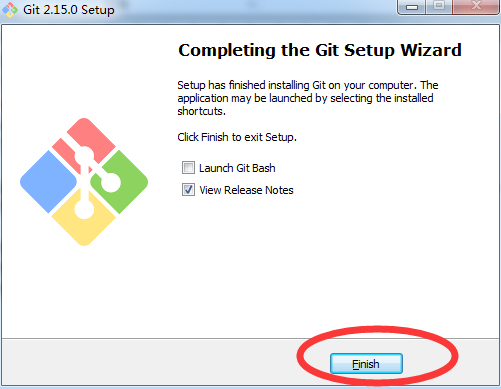 Git 2.15.0 Setup
Completing the Git Setup Wizard
Setup has finished installing Git on your computer. The
application may be launched by selecting the installed
shortcuts.
Click Finish to exit Setup.
Launch Git Bash
View Release Notes
Finish